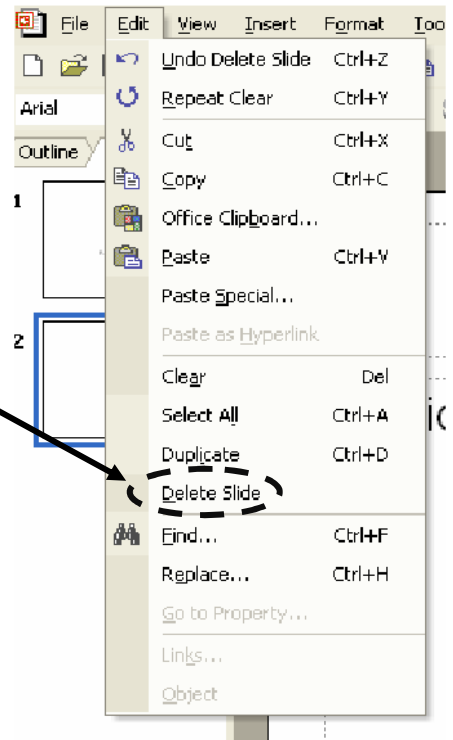 File Edit View Insert Format Too
Arial
Outline
1
2
Undo Delete Slide Ctrl+Z
Repeat Clear Ctrl+Y
Cut Ctrl+X
Copy Ctrl+C
Office Clipboard...
Paste Ctrl+V
Paste Special...
Paste as Hyperlink
Clear Del
Select All Ctrl+A
Duplicate Ctrl+D
Delete Slide
Find... Ctrl+F
Replace... Ctrl+H
Go to Property...
Links...
Object